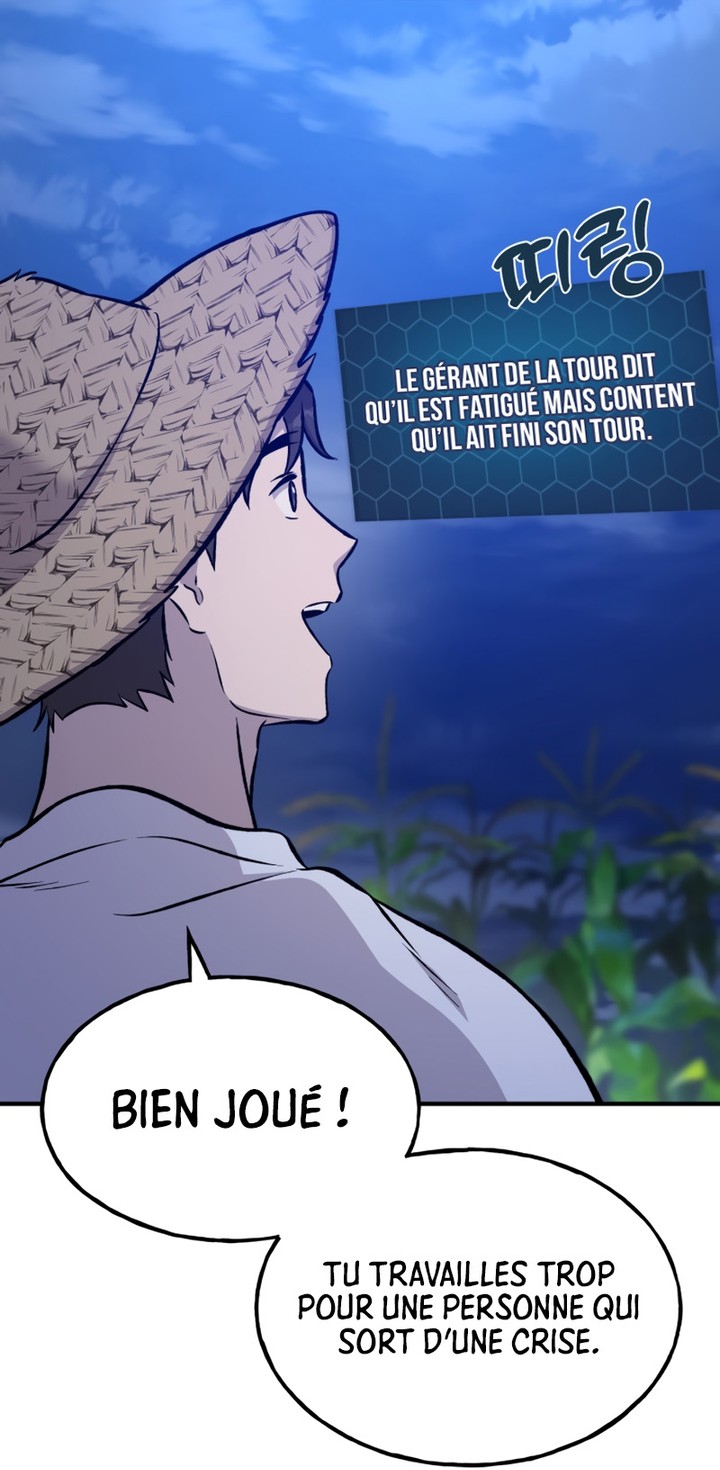 띠링
LE GÉRANT DE LA TOUR DIT
QU'IL EST FATIGUÉ MAIS CONTENT
QU'IL AIT FINI SON TOUR.
BIEN JOUÉ !
TU TRAVAILLES TROP
POUR UNE PERSONNE QUI
SORT D'UNE CRISE.